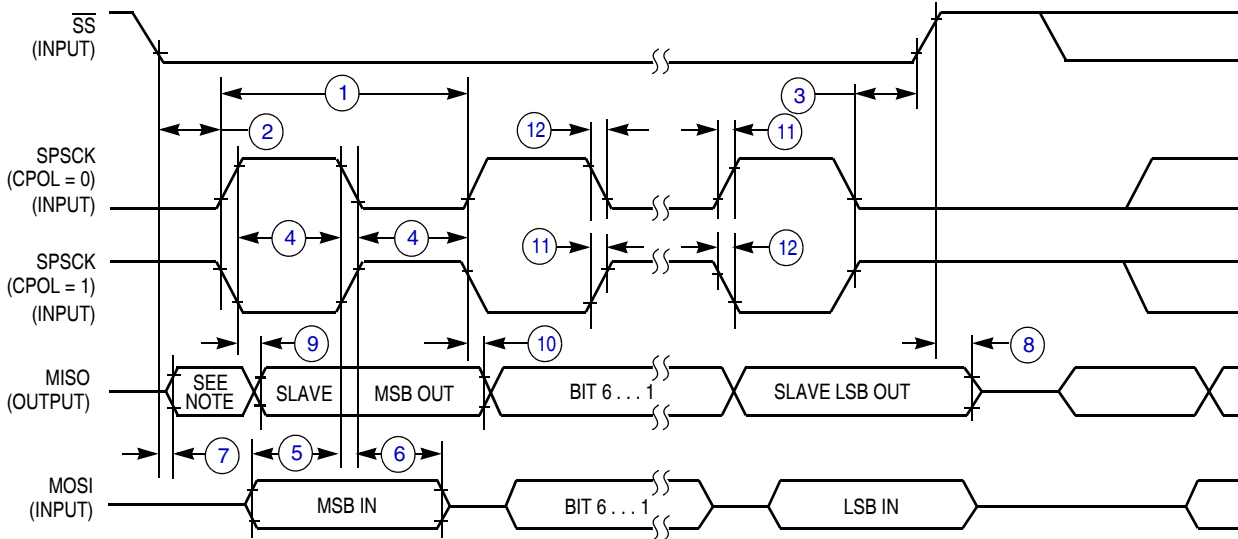 SS
(INPUT)
1
3
2
12
11
SPSCK
(CPOL = 0)
(INPUT)
4
4
11
12
SPSCK
(CPOL = 1)
(INPUT)
9
10
8
MISO
(OUTPUT)
SEE
NOTE
SLAVE
MSB OUT
BIT 6 . . . 1
SLAVE LSB OUT
7
5
6
MOSI
(INPUT)
MSB IN
BIT 6 . . . 1
LSB IN